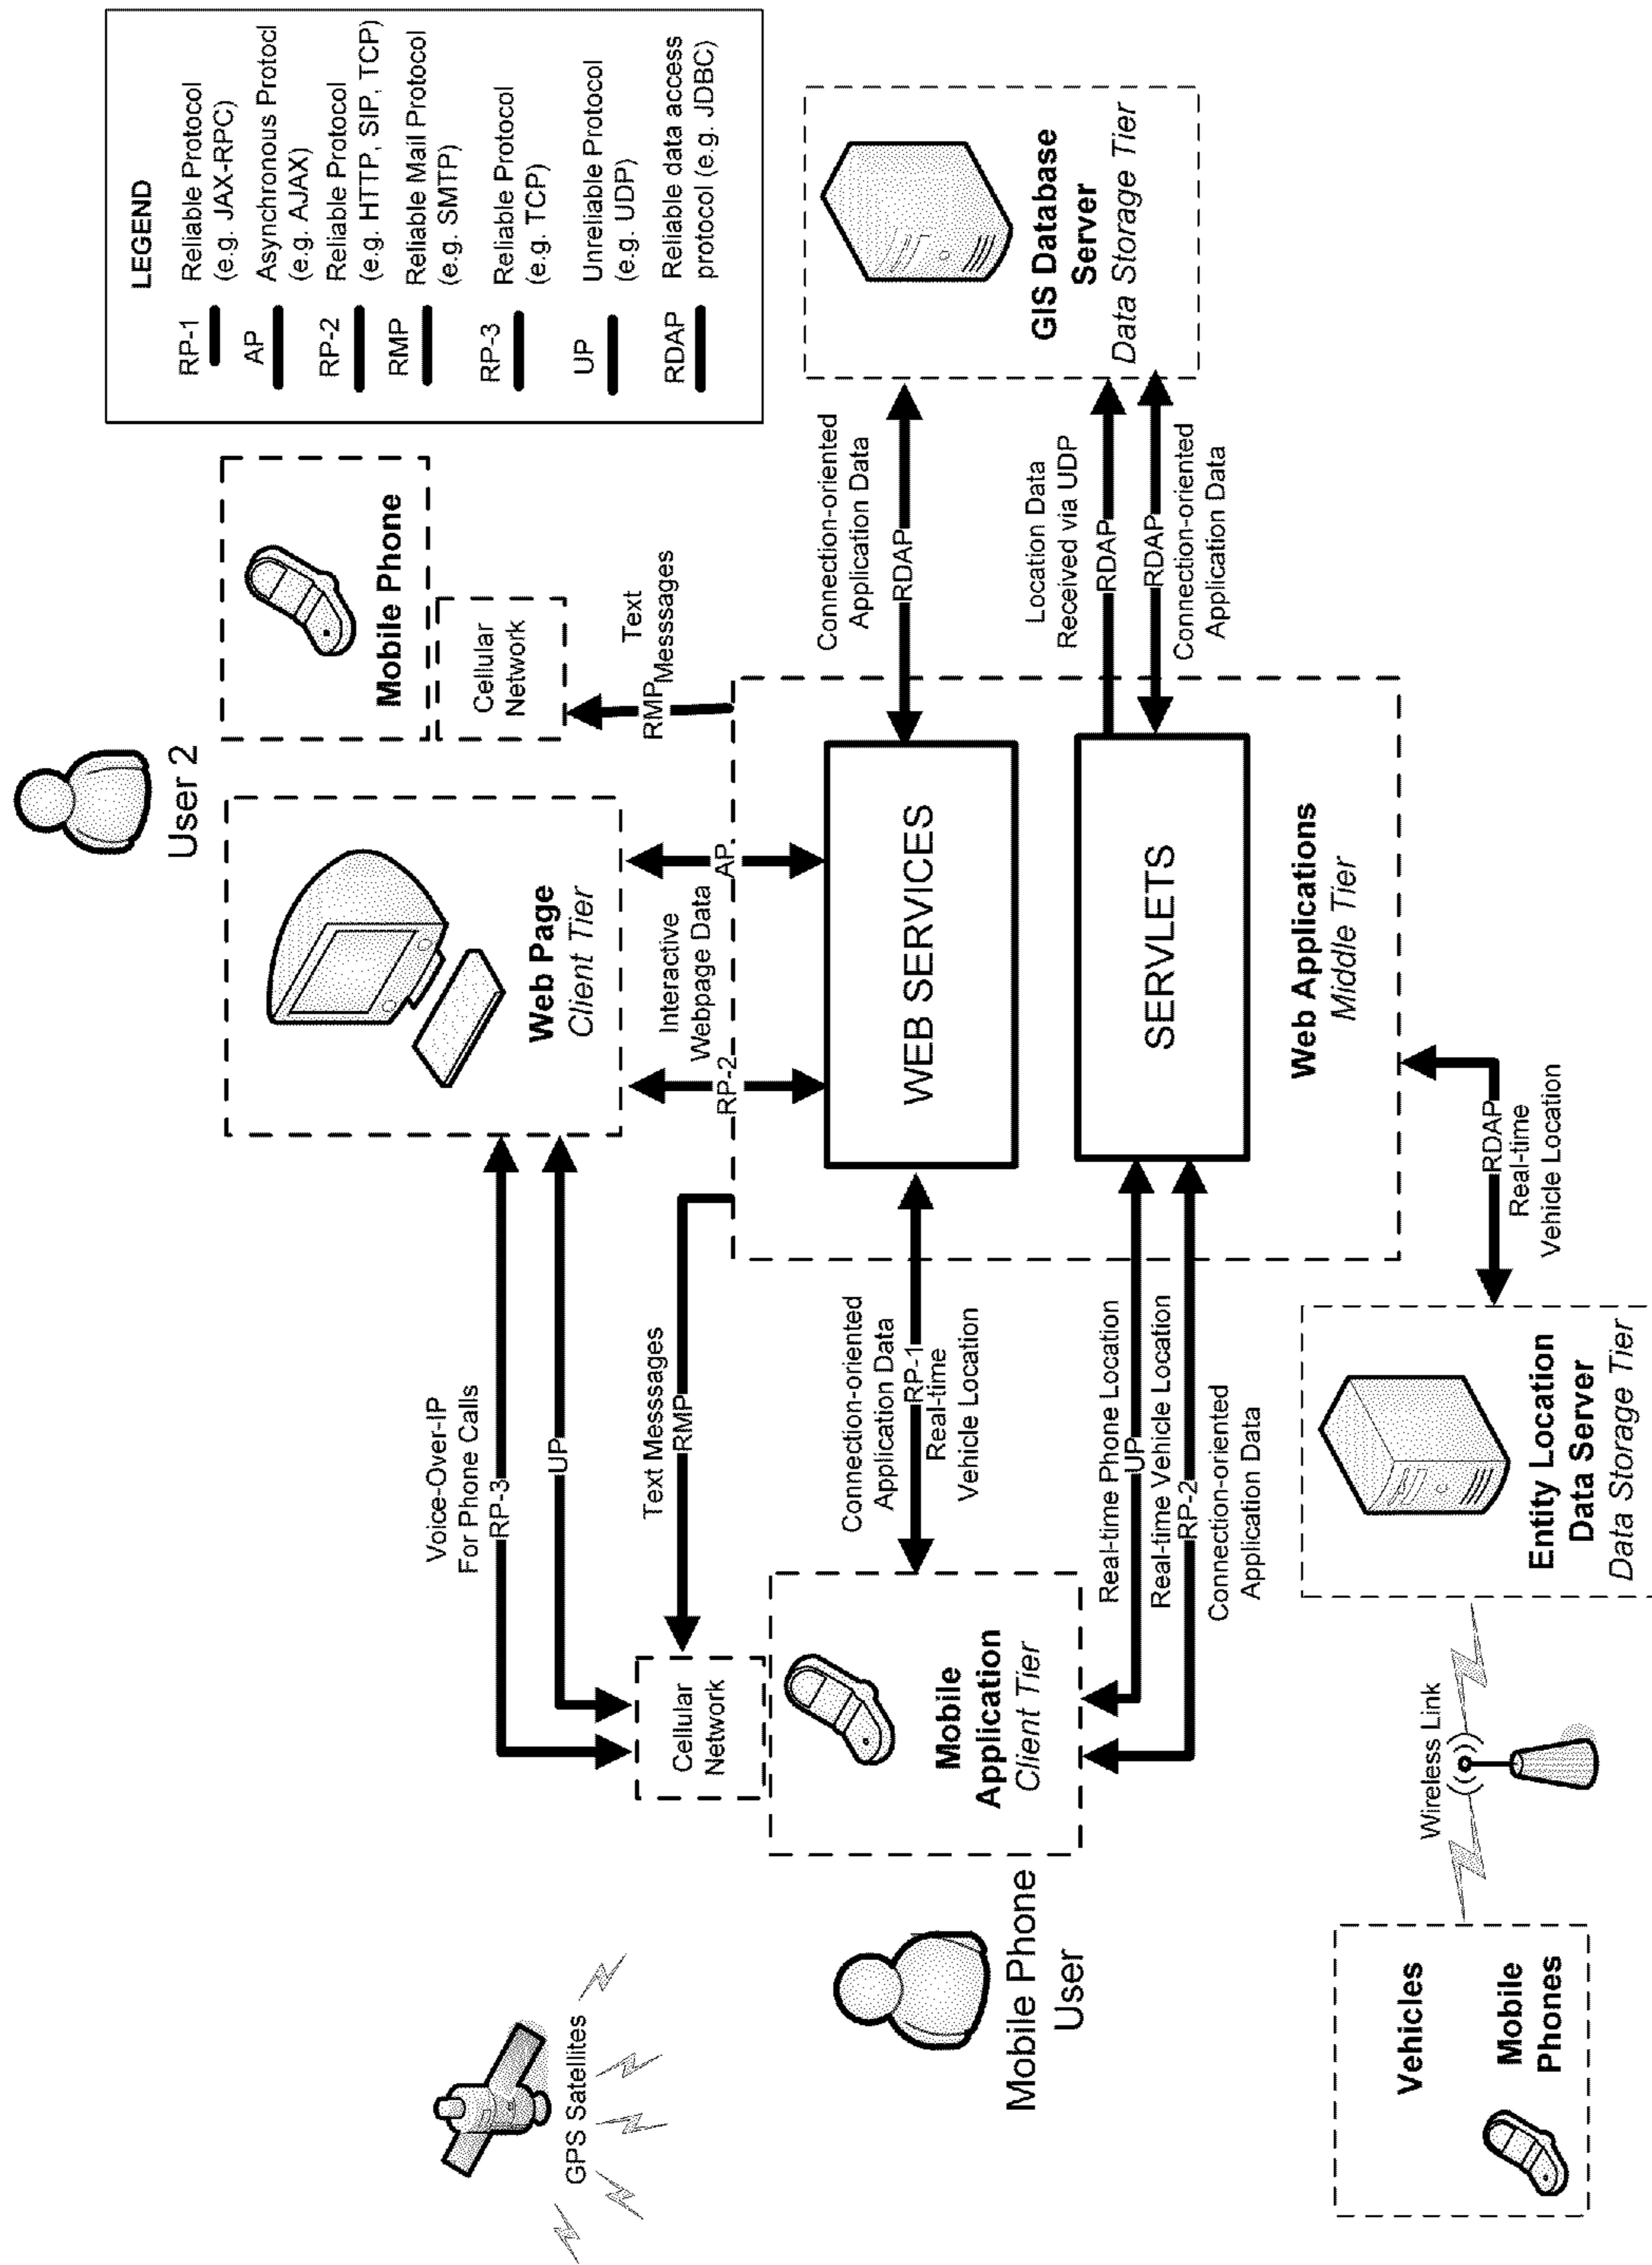 User 2
LEGEND
RP-1
Reliable Protocol
(e.g. JAX-RPC)
AP
Asynchronous Protocl
(e.g. AJAX)
RP-2
Reliable Protocol
(e.g. HTTP, SIP, TCP)
RMP
Reliable Mail Protocol
(e.g. SMTP)
RP-3
Reliable Protocol
(e.g. TCP)
UP
Unreliable Protocol
(e.g. UDP)
RDAP
Reliable data access
protocol (e.g. JDBC)
Mobile Phone
Cellular
Network
Text
RMP
Messsages
Web Page
Client Tier
Interactive
Webpage Data
RP-2
AP
Voice-Over-IP
For Phone Calls
RP-3
UP
GPS Satellites
Text Messsages
RMP
Cellular
Network
Mobile
Application
Client Tier
Mobile Phone
User
Connection-oriented
Application Data
RP-1
Real-time
Vehicle Location
WEB SERVICES
Connection-oriented
Application Data
RDAP
GIS Database
Server
Data Storage Tier
Real-time Phone Location
UP
Real-time Vehicle Location
RP-2
Connection-oriented
Application Data
SERVLETS
Location Data
Received via UDP
RDAP
RDAP
Connection-oriented
Application Data
Web Applications
Middle Tier
RDAP
Real-time
Vehicle Location
Entity Location
Data Server
Data Storage Tier
Wireless Link
Vehicles
Mobile
Phones